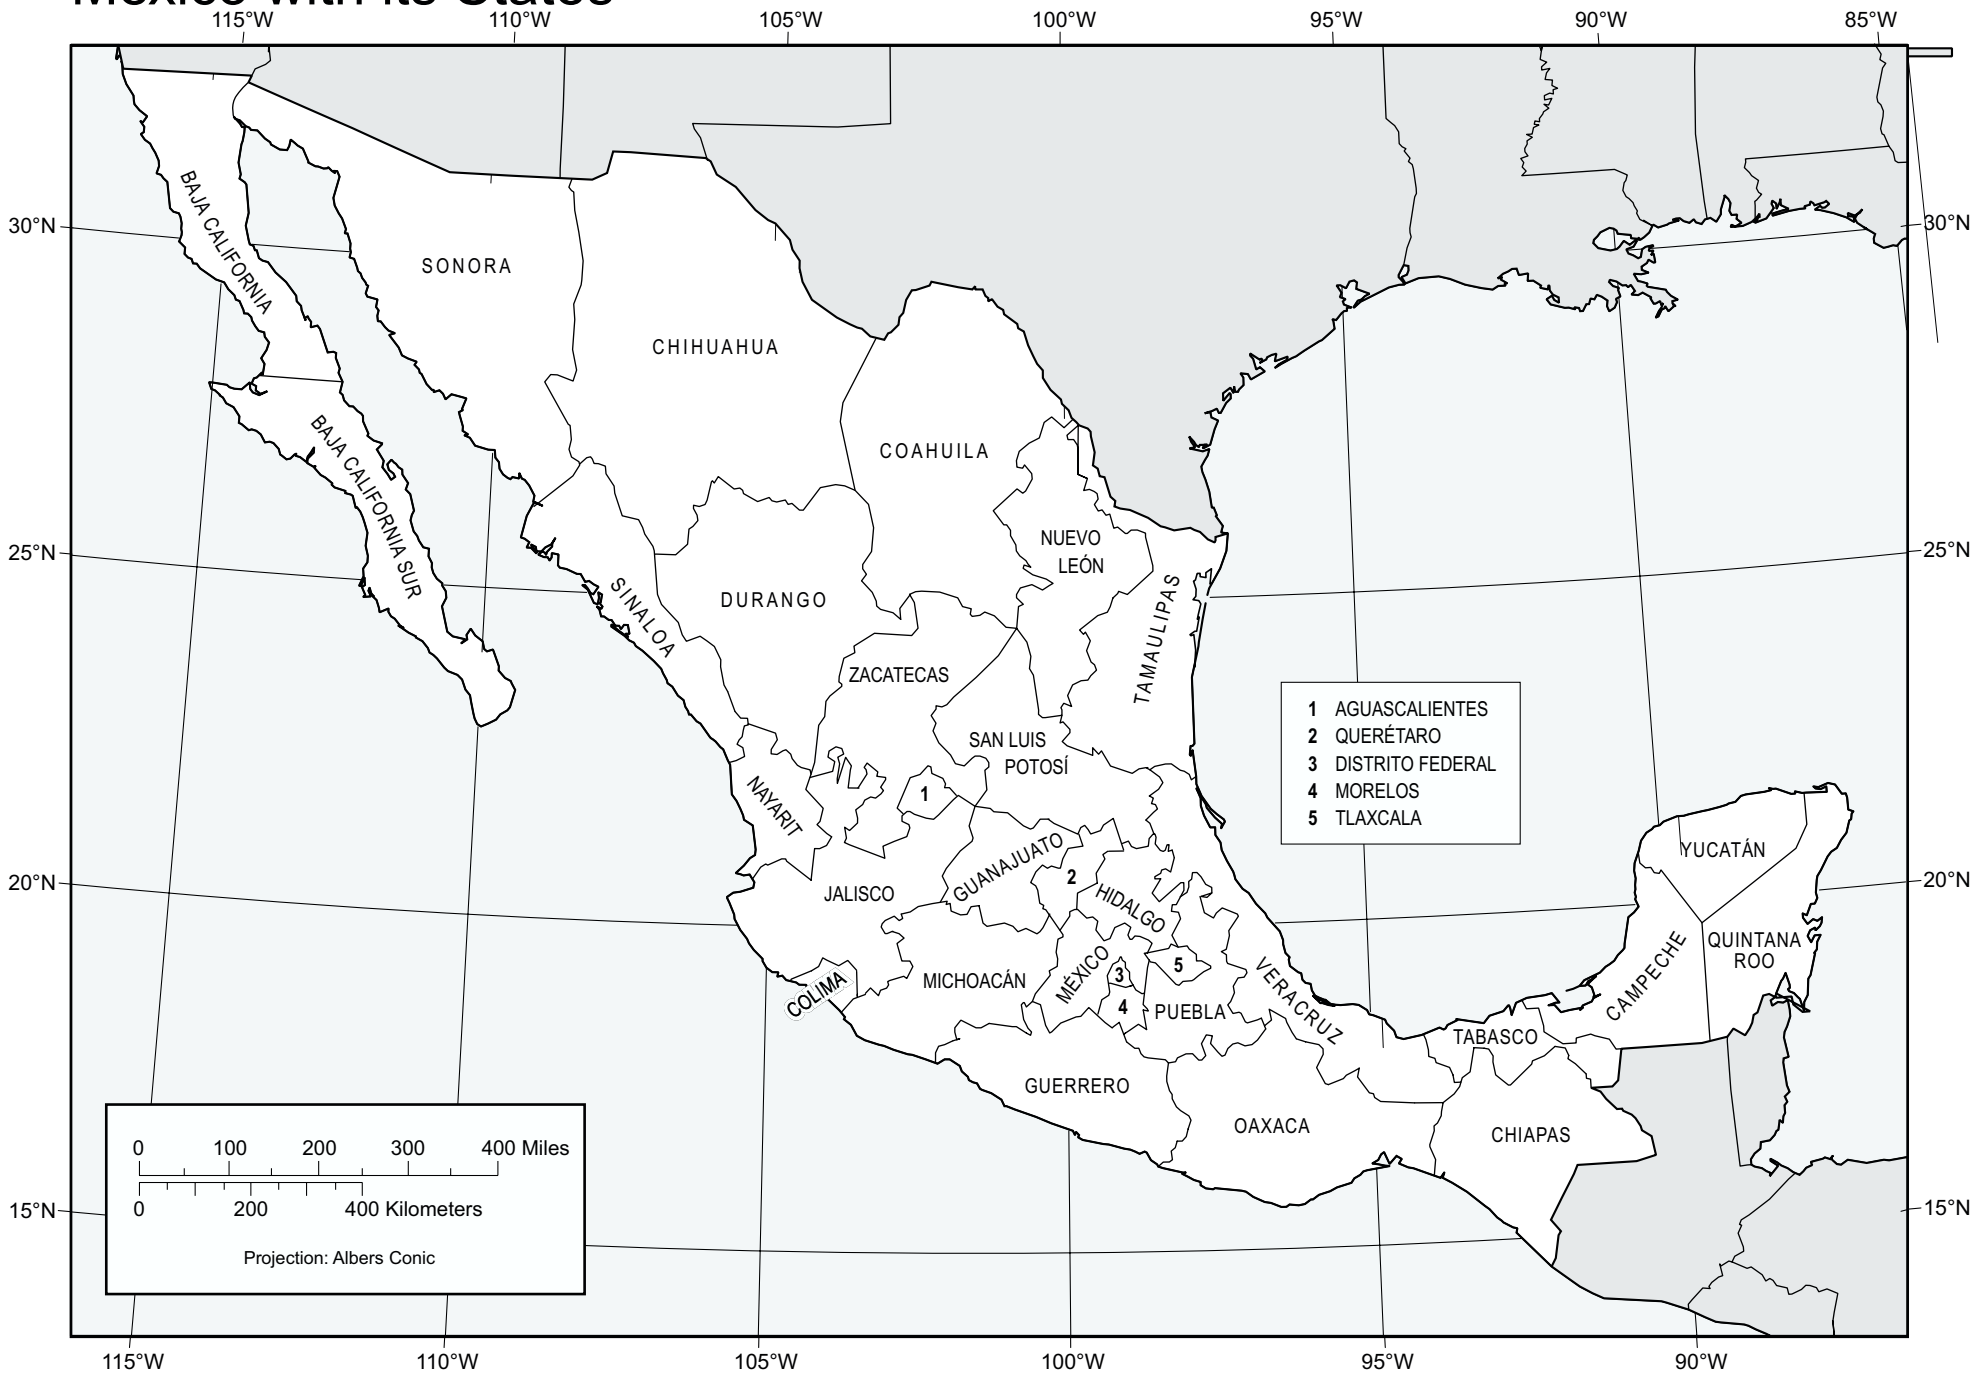 Mexico with its States
115°W
110°W
105°W
100°W
95°W
90°W
85°W
30°N
30°N
BAJA CALIFORNIA
SONORA
CHIHUAHUA
COAHUILA
BAJA CALIFORNIA SUR
NUEVO
LEÓN
25°N
25°N
SINALOA
DURANGO
TAMAULIPAS
ZACATECAS
SAN LUIS
POTOSÍ
1 AGUASCALIENTES
2 QUERÉTARO
3 DISTRITO FEDERAL
4 MORELOS
5 TLAXCALA
NAYARIT
1
YUCATÁN
20°N
20°N
JALISCO
GUANAJUATO
2
HIDALGO
COLIMA
MICHOACÁN
MÉXICO
3
4
5
PUEBLA
VERACRUZ
CAMPECHE
QUINTANA
ROO
TABASCO
GUERRERO
OAXACA
CHIAPAS
0 100 200 300 400 Miles
0 200 400 Kilometers
Projection: Albers Conic
15°N
15°N
115°W
110°W
105°W
100°W
95°W
90°W